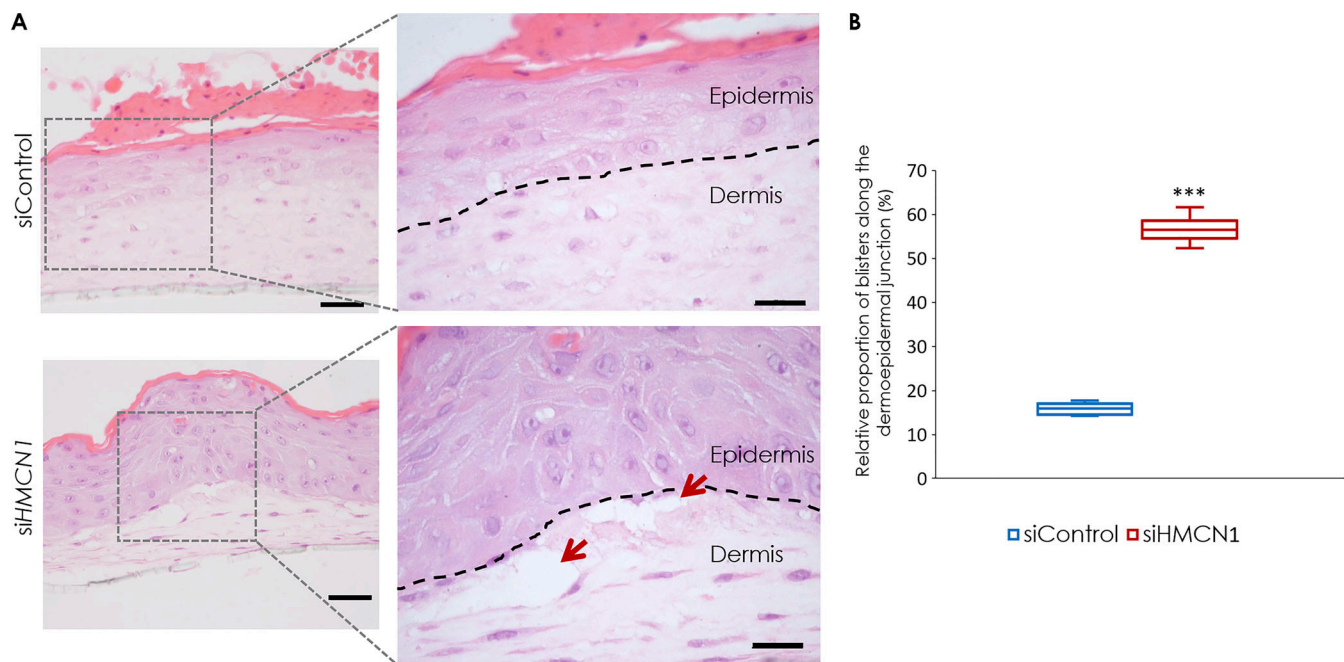 A
siControl
Epidermis
Dermis
siHMCN1
Epidermis
Dermis
B
Relative proportion of blisters along the
dermoepidermal junction (%)
70
60
50
40
30
20
10
0
***
siControl siHMCN1